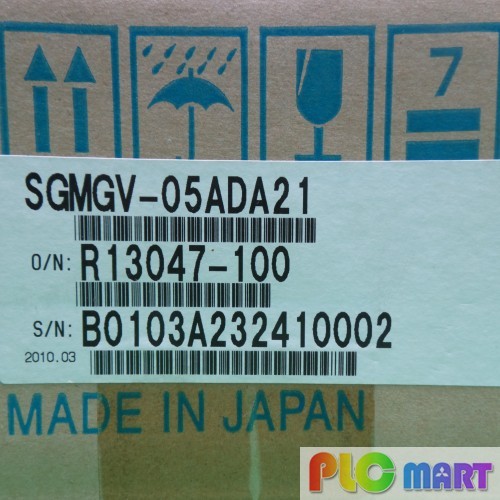 7
SGMGV-05ADA21
O/N: R13047-100
S/N: B0103A232410002
2010.03
MADE IN JAPAN
PLC MART